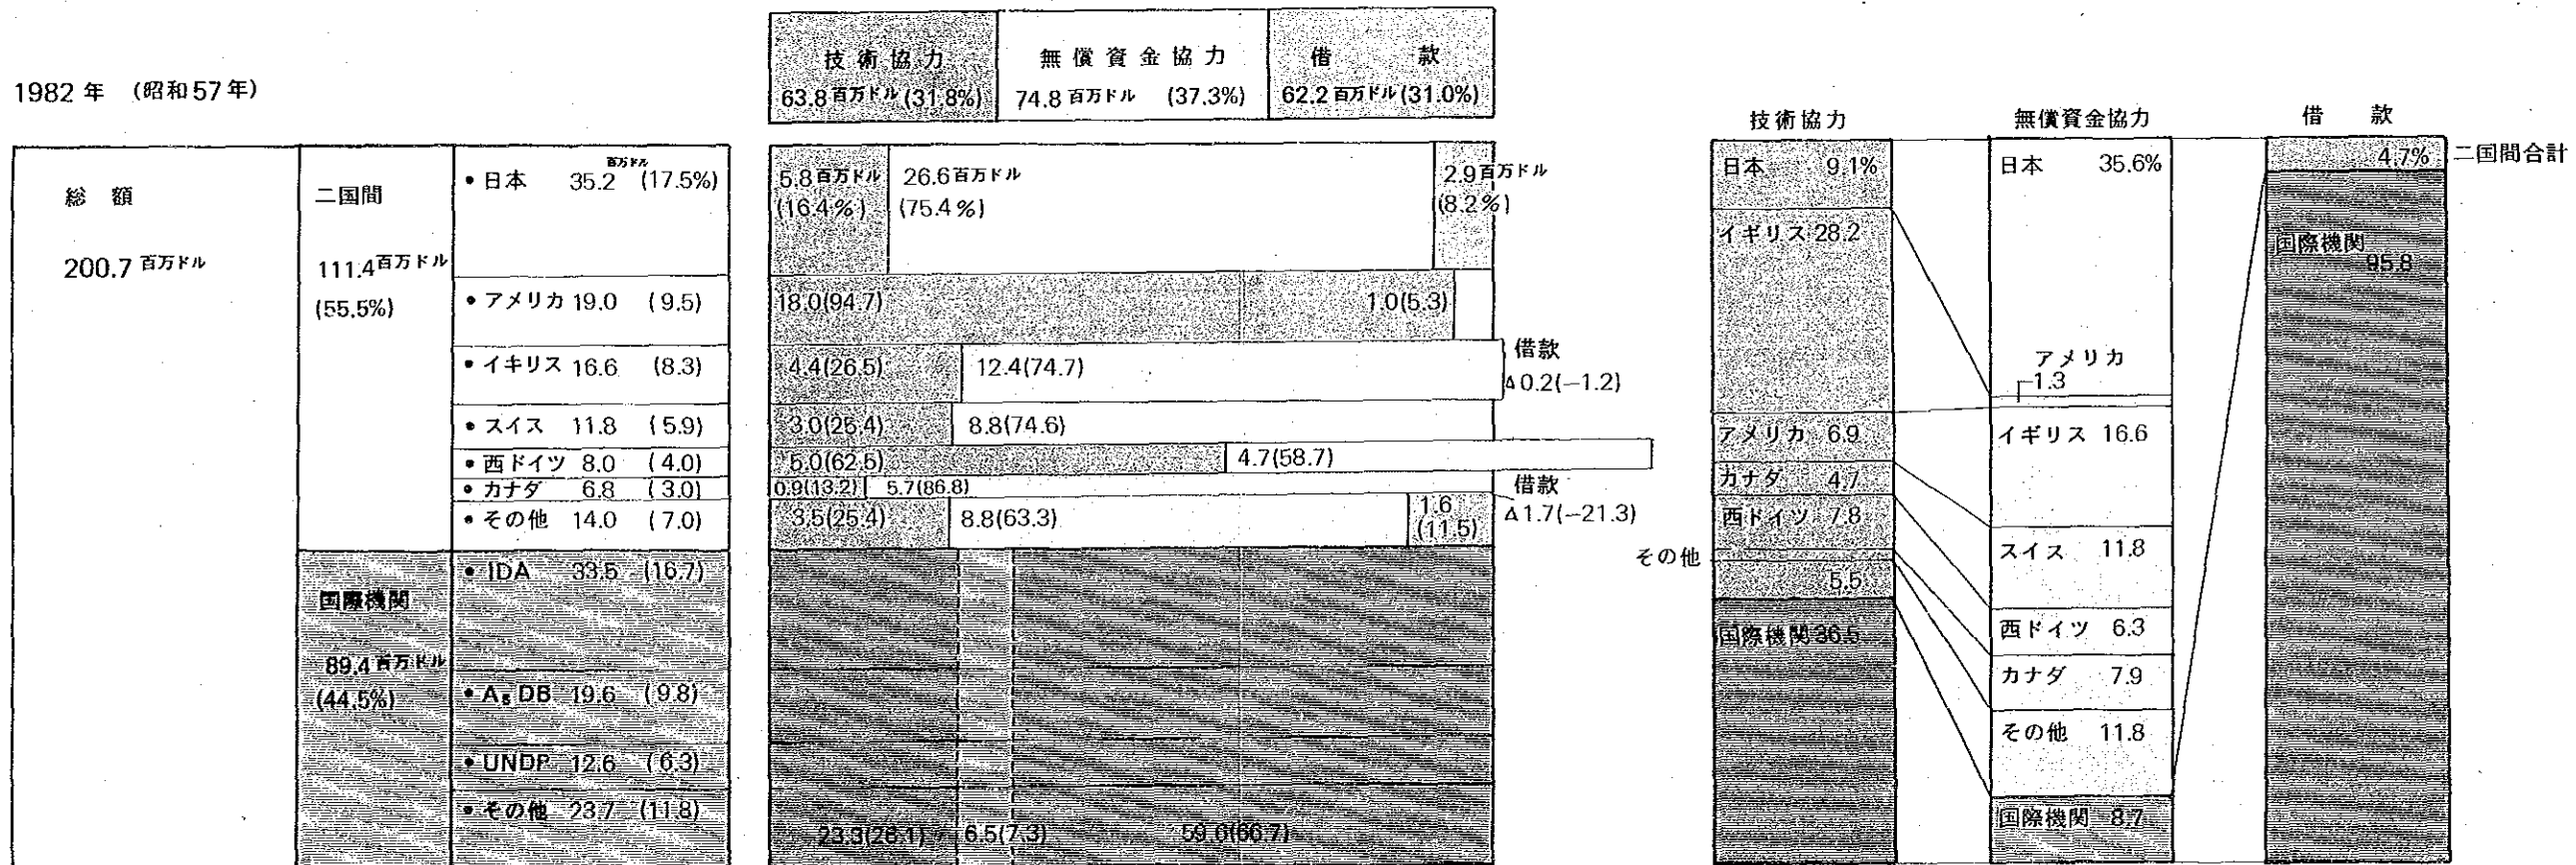 1982年 (昭和57年)
技術協力
63.8百万ドル(31.8%)
無償資金協力
74.8百万ドル (37.3%)
借 款
62.2百万ドル(31.0%)
総 額
200.7百万ドル
二国間
111.4百万ドル
(55.5%)
百万ドル
• 日本 35.2 (17.5%)
• アメリカ 19.0 (9.5)
• イキリス 16.6 (8.3)
• スイス 11.8 (5.9)
• 西ドイツ 8.0 (4.0)
• カナダ 6.8 (3.0)
• その他 14.0 (7.0)
国際機関
89.4百万ドル
(44.5%)
• IDA 33.5 (16.7)
• AsDB 19.6 (9.8)
• UNDP 12.6 (6.3)
• その他 23.7 (11.8)
5.8百万ドル
(16.4%)
26.6百万ドル
(75.4%)
2.9百万ドル
(8.2%)
18.0(94.7)
1.0(5.3)
4.4(26.5)
12.4(74.7)
借款
Δ0.2(−1.2)
3.0(25.4)
8.8(74.6)
5.0(62.5)
4.7(58.7)
0.9(13.2)
5.7(86.8)
借款
Δ1.7(−21.3)
3.5(25.4)
8.8(63.3)
1.6
(11.5)
23.3(26.1)
6.5(7.3)
59.6(66.7)
技術協力
日本 9.1%
イギリス 28.2
アメリカ 6.9
カナダ 4.7
西ドイツ 7.8
その他
5.5
国際機関 36.5
無償資金協力
日本 35.6%
アメリカ
1.3
イギリス 16.6
スイス 11.8
西ドイツ 6.3
カナダ 7.9
その他 11.8
国際機関 8.7
借 款
4.7%
二国間合計
国際機関
95.8